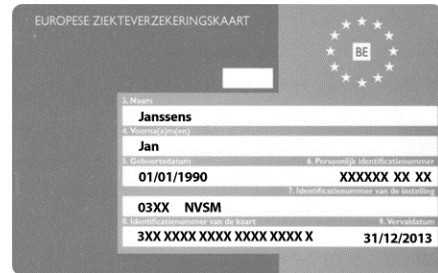 EUROPESE ZIEKTEVERZEKERINGSKAART
BE
3. Naam
Janssens
4. Voorna(a)m(en)
Jan
5. Geboortedatum 6. Persoonlijk identificatienummer
01/01/1990 XXXXXX XX XX
7. Identificatienummer van de instelling
03XX NVSM
8. Identificatienummer van de kaart 9. Vervaldatum
3XX XXXX XXXX XXXX XXXX X 31/12/2013